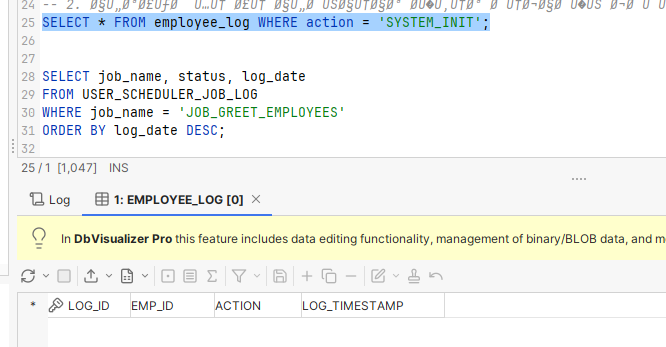 24
25 SELECT * FROM employee_log WHERE action = 'SYSTEM_INIT';
26
27
28 SELECT job_name, status, log_date
29 FROM USER_SCHEDULER_JOB_LOG
30 WHERE job_name = 'JOB_GREET_EMPLOYEES'
31 ORDER BY log_date DESC;
32
25 / 1 [1,047] INS
Log 1: EMPLOYEE_LOG [0]
In DbVisualizer Pro this feature includes data editing functionality, management of binary/BLOB data, and
* LOG_ID EMP_ID ACTION LOG_TIMESTAMP